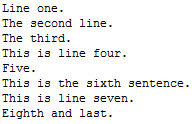 Line one.
The second line.
The third.
This is line four.
Five.
This is the sixth sentence.
This is line seven.
Eighth and last.